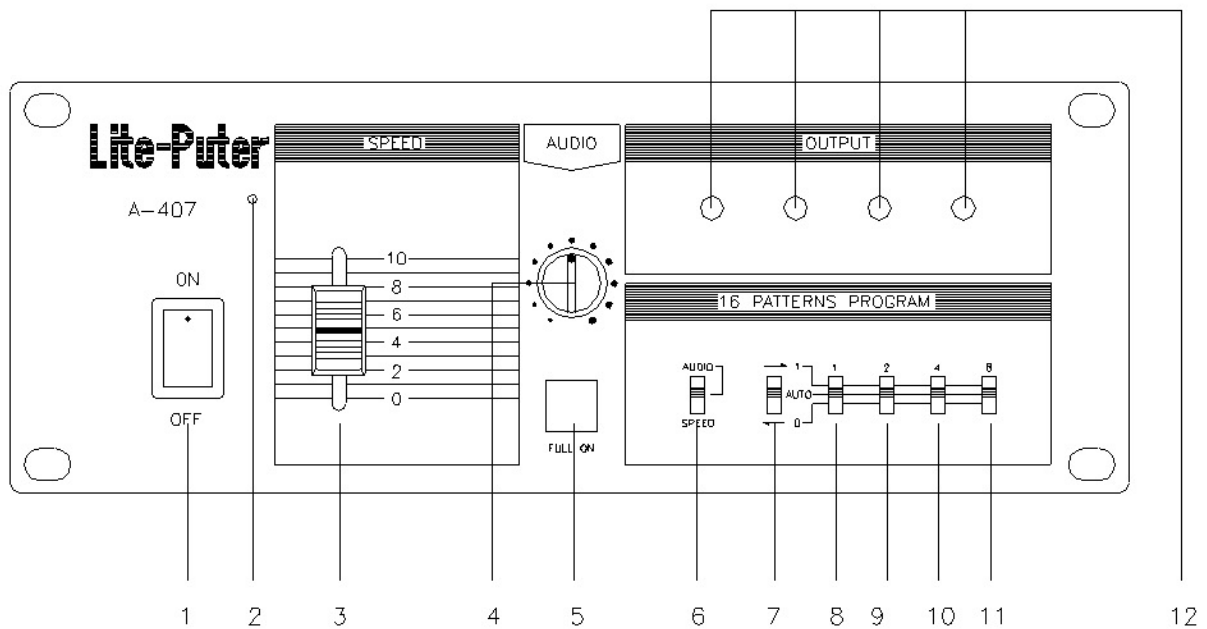 Lite-Puter
A-407
ON
OFF
SPEED
10
8
6
4
2
0
AUDIO
FULL ON
OUTPUT
16 PATTERNS PROGRAM
AUDIO
SPEED
1
AUTO
0
1 2 4 8
1 2 3 4 5 6 7 8 9 10 11 12